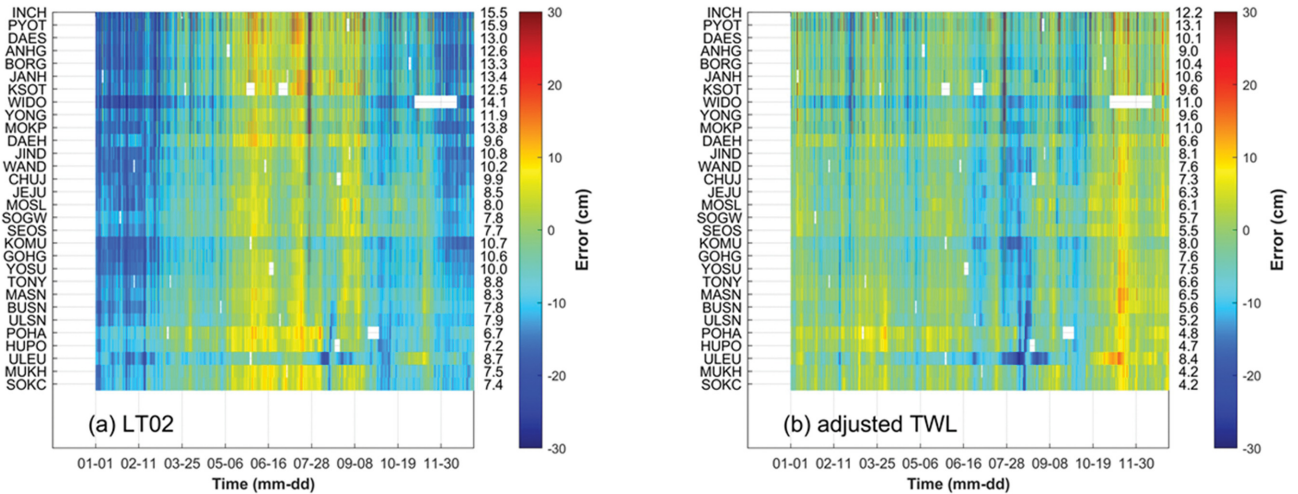 INCH 15.5
PYOT 15.9
DAES 13.0
ANHG 12.6
BORG 13.3
JANH 13.4
KSOT 12.5
WIDO 14.1
YONG 11.9
MOKP 13.8
DAEH 9.6
JIND 10.8
WAND 10.2
CHUJ 9.9
JEJU 8.5
MOSL 8.0
SOGW 7.8
SEOS 7.7
KOMU 10.7
GOHG 10.6
YOSU 10.0
TONY 8.8
MASN 8.3
BUSN 7.8
ULSN 7.9
POHA 6.7
HUPO 7.2
ULEU 8.7
MUKH 7.5
SOKC 7.4
(a) LT02
01-01 02-11 03-25 05-06 06-16 07-28 09-08 10-19 11-30
Time (mm-dd)
30
20
10
0
-10
-20
-30
Error (cm)
INCH 12.2
PYOT 13.1
DAES 10.1
ANHG 9.0
BORG 10.4
JANH 10.6
KSOT 9.6
WIDO 11.0
YONG 9.6
MOKP 11.0
DAEH 6.6
JIND 8.1
WAND 7.6
CHUJ 7.3
JEJU 6.3
MOSL 6.1
SOGW 5.7
SEOS 5.5
KOMU 8.0
GOHG 7.6
YOSU 7.5
TONY 6.6
MASN 6.5
BUSN 5.6
ULSN 5.2
POHA 4.8
HUPO 4.7
ULEU 8.4
MUKH 4.2
SOKC 4.2
(b) adjusted TWL
01-01 02-11 03-25 05-06 06-16 07-28 09-08 10-19 11-30
Time (mm-dd)
30
20
10
0
-10
-20
-30
Error (cm)